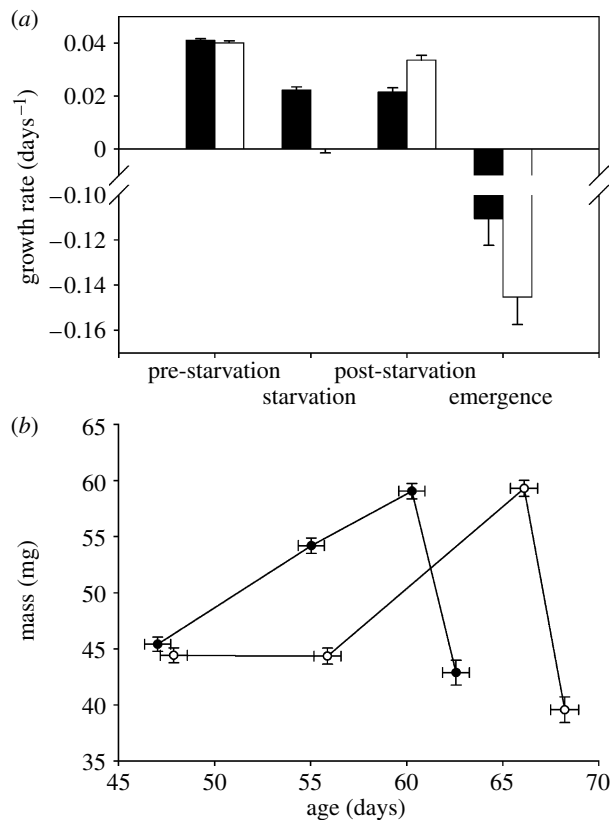 (a)
growth rate (days−1)
0.04
0.02
0
−0.10
−0.12
−0.14
−0.16
pre-starvation post-starvation
starvation emergence
(b)
mass (mg)
65
60
55
50
45
40
35
45 50 55 60 65 70
age (days)